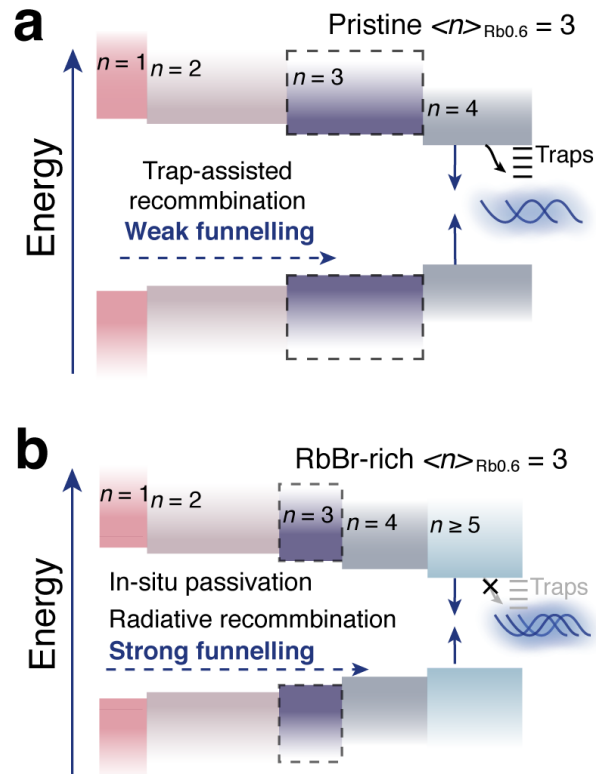 a
Pristine <n>Rb0.6 = 3
n = 1
n = 2
n = 3
n = 4
Energy
Traps
Trap-assisted
recommbination
Weak funnelling
b
RbBr-rich <n>Rb0.6 = 3
n = 1
n = 2
n = 3
n = 4
n ≥ 5
Energy
In-situ passivation
Traps
Radiative recommbination
Strong funnelling